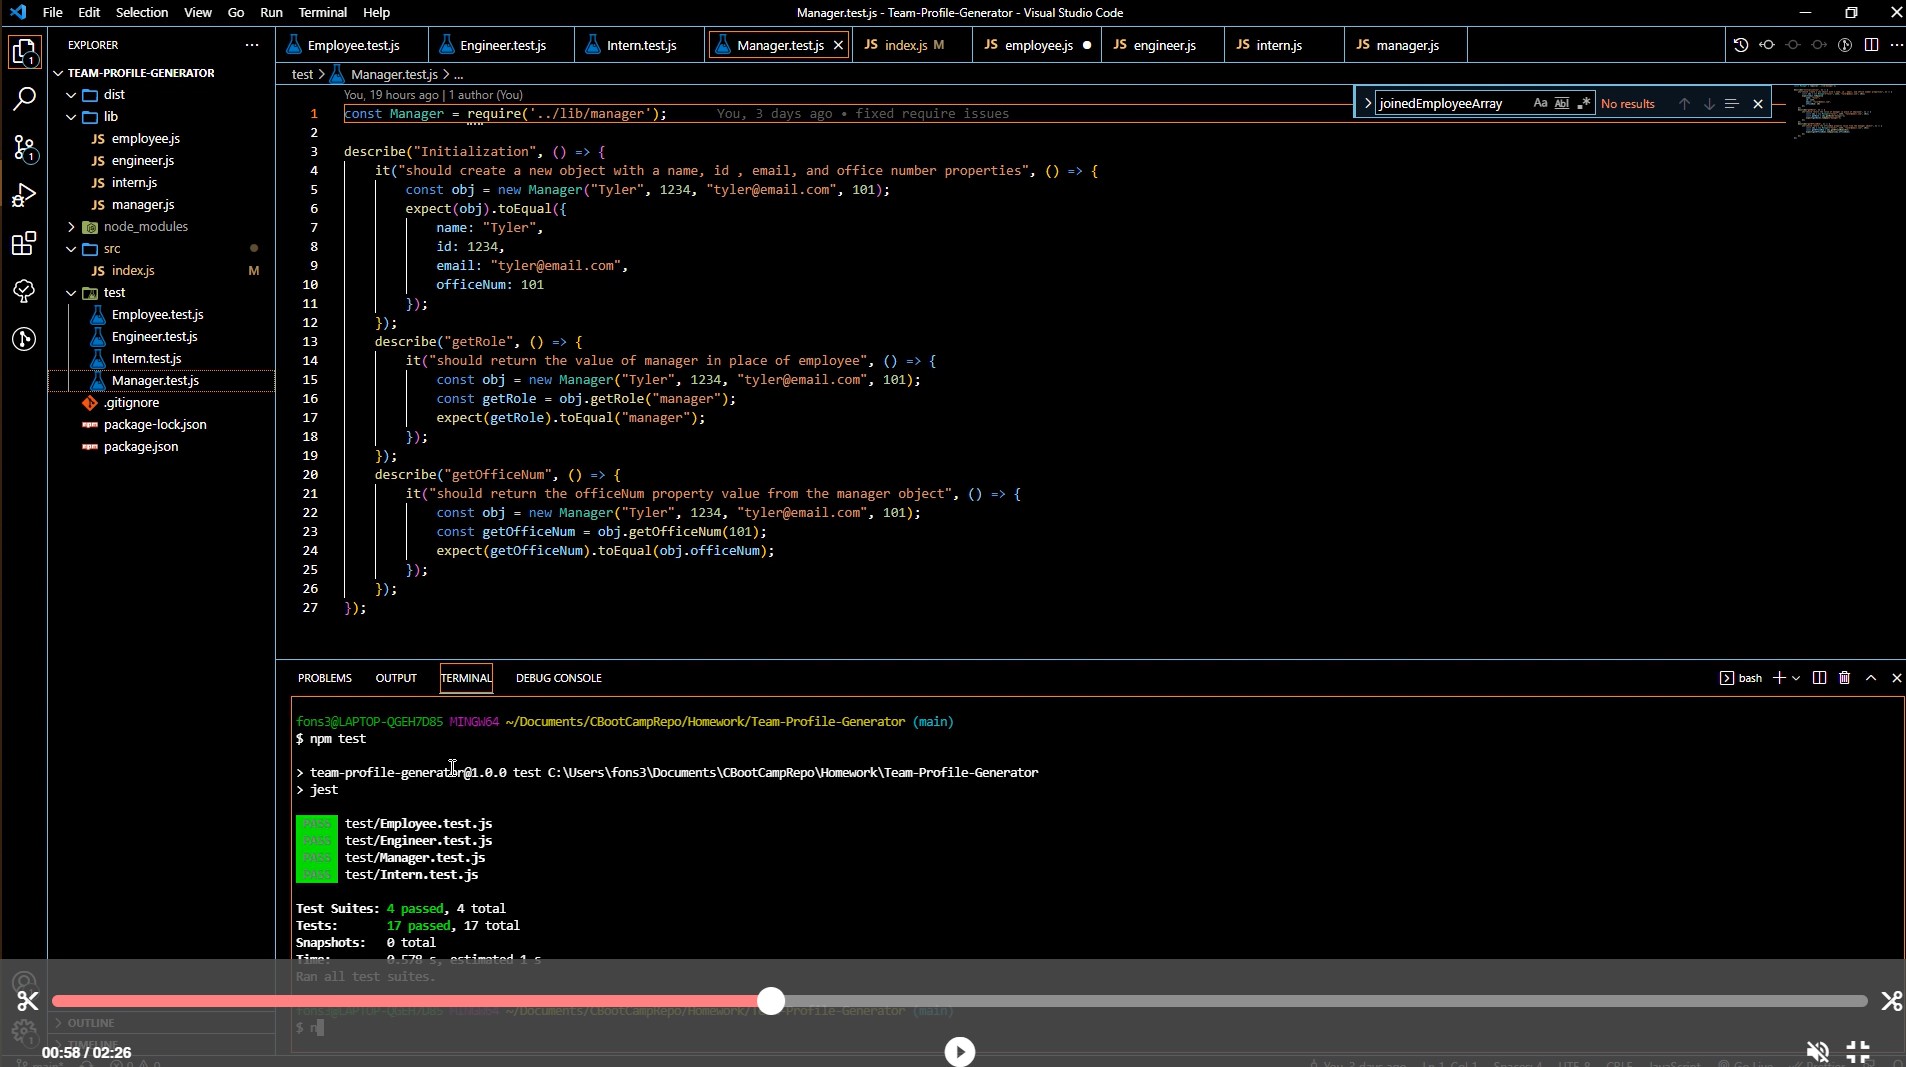 File Edit Selection View Go Run Terminal Help
Manager.test.js - Team-Profile-Generator - Visual Studio Code
EXPLORER
TEAM-PROFILE-GENERATOR
dist
lib
JS employee.js
JS engineer.js
JS intern.js
JS manager.js
node_modules
src
JS index.js M
test
Employee.test.js
Engineer.test.js
Intern.test.js
Manager.test.js
.gitignore
package-lock.json
package.json
OUTLINE
TIMELINE
Employee.test.js Engineer.test.js Intern.test.js Manager.test.js JS index.js M JS employee.js JS engineer.js JS intern.js JS manager.js
test > Manager.test.js > ...
You, 19 hours ago | 1 author (You)
joinedEmployeeArray Aa Abl .* No results
1 const Manager = require('../lib/manager'); You, 3 days ago • fixed require issues
2
3 describe("Initialization", () => {
4 it("should create a new object with a name, id , email, and office number properties", () => {
5 const obj = new Manager("Tyler", 1234, "tyler@email.com", 101);
6 expect(obj).toEqual({
7 name: "Tyler",
8 id: 1234,
9 email: "tyler@email.com",
10 officeNum: 101
11 });
12 });
13 describe("getRole", () => {
14 it("should return the value of manager in place of employee", () => {
15 const obj = new Manager("Tyler", 1234, "tyler@email.com", 101);
16 const getRole = obj.getRole("manager");
17 expect(getRole).toEqual("manager");
18 });
19 });
20 describe("getOfficeNum", () => {
21 it("should return the officeNum property value from the manager object", () => {
22 const obj = new Manager("Tyler", 1234, "tyler@email.com", 101);
23 const getOfficeNum = obj.getOfficeNum(101);
24 expect(getOfficeNum).toEqual(obj.officeNum);
25 });
26 });
27 });
PROBLEMS OUTPUT TERMINAL DEBUG CONSOLE
bash
fons3@LAPTOP-QGEH7D85 MINGW64 ~/Documents/CBootCampRepo/Homework/Team-Profile-Generator (main)
$ npm test
> team-profile-generator@1.0.0 test C:\Users\fons3\Documents\CBootCampRepo\Homework\Team-Profile-Generator
> jest
PASS test/Employee.test.js
PASS test/Engineer.test.js
PASS test/Manager.test.js
PASS test/Intern.test.js
Test Suites: 4 passed, 4 total
Tests: 17 passed, 17 total
Snapshots: 0 total
Time: 0.578 s, estimated 1 s
Ran all test suites.
fons3@LAPTOP-QGEH7D85 MINGW64 ~/Documents/CBootCampRepo/Homework/Team-Profile-Generator (main)
$ n
00:58 / 02:26